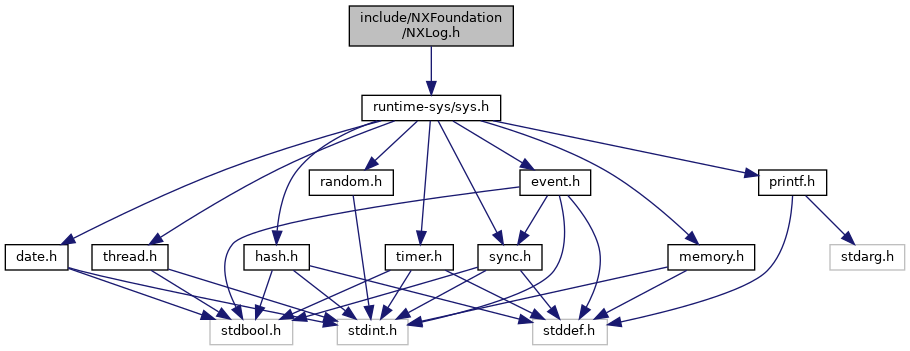 include/NXFoundation
/NXLog.h
runtime-sys/sys.h
random.h
event.h
printf.h
date.h
thread.h
hash.h
timer.h
sync.h
memory.h
stdarg.h
stdbool.h
stdint.h
stddef.h